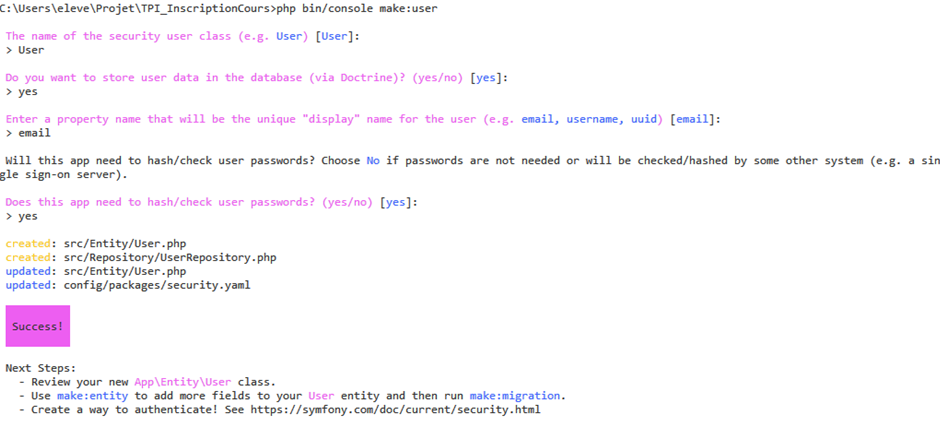 C:\Users\eleve\Projet\TPI_InscriptionCours>php bin/console make:user
The name of the security user class (e.g. User) [User]:
> User
Do you want to store user data in the database (via Doctrine)? (yes/no) [yes]:
> yes
Enter a property name that will be the unique "display" name for the user (e.g. email, username, uuid) [email]:
> email
Will this app need to hash/check user passwords? Choose No if passwords are not needed or will be checked/hashed by some other system (e.g. a sin
gle sign-on server).
Does this app need to hash/check user passwords? (yes/no) [yes]:
> yes
created: src/Entity/User.php
created: src/Repository/UserRepository.php
updated: src/Entity/User.php
updated: config/packages/security.yaml
Success!
Next Steps:
- Review your new App\Entity\User class.
- Use make:entity to add more fields to your User entity and then run make:migration.
- Create a way to authenticate! See https://symfony.com/doc/current/security.html